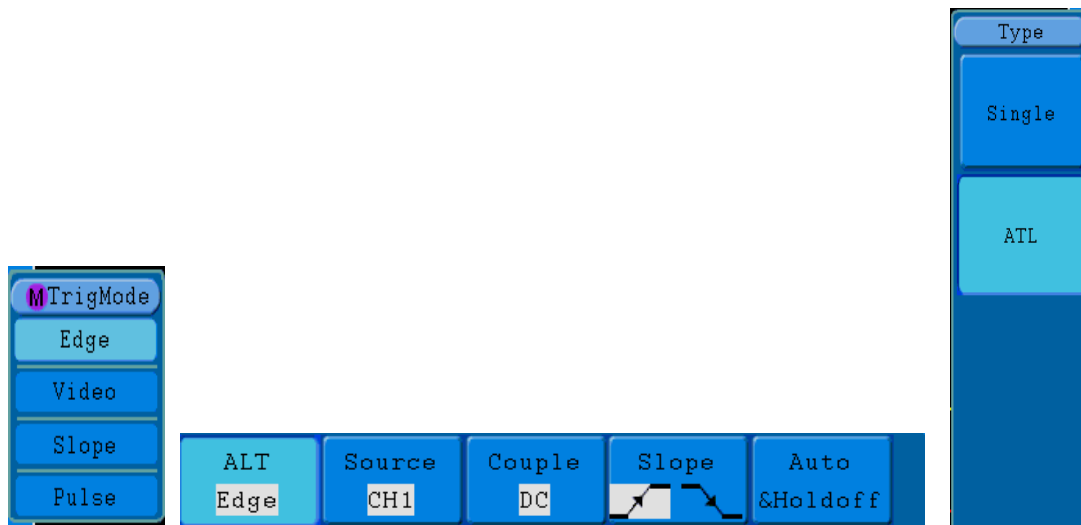 MTrigMode
Edge
Video
Slope
Pulse
ALT Source Couple Slope Auto
Edge CH1 DC &Holdoff
Type
Single
ATL